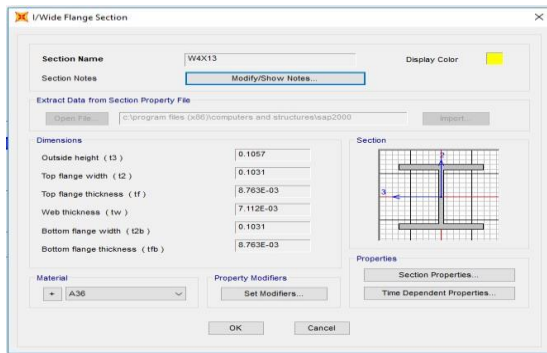 I/Wide Flange Section
Section Name W4X13 Display Color
Section Notes Modify/Show Notes...
Extract Data from Section Property File
Open File... c:\program files (x86)\computers and structures\sap2000 Import...
Dimensions
Outside height ( t3 ) 0.1057
Top flange width ( t2 ) 0.1031
Top flange thickness ( tf ) 8.763E-03
Web thickness ( tw ) 7.112E-03
Bottom flange width ( t2b ) 0.1031
Bottom flange thickness ( tfb ) 8.763E-03
Section
2
3
Material
+ A36
Property Modifiers
Set Modifiers...
Properties
Section Properties...
Time Dependent Properties...
OK Cancel